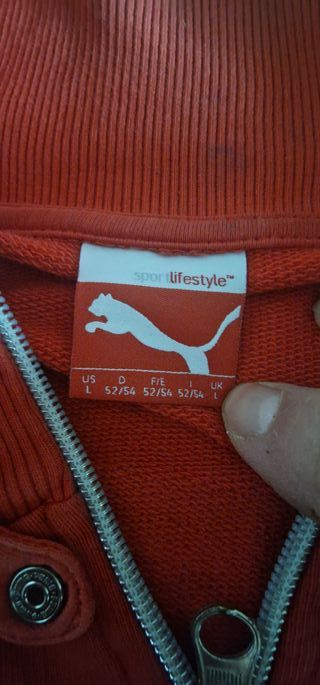 sportlifestyle™
US D F/E I UK
L 52/54 52/54 52/54 L